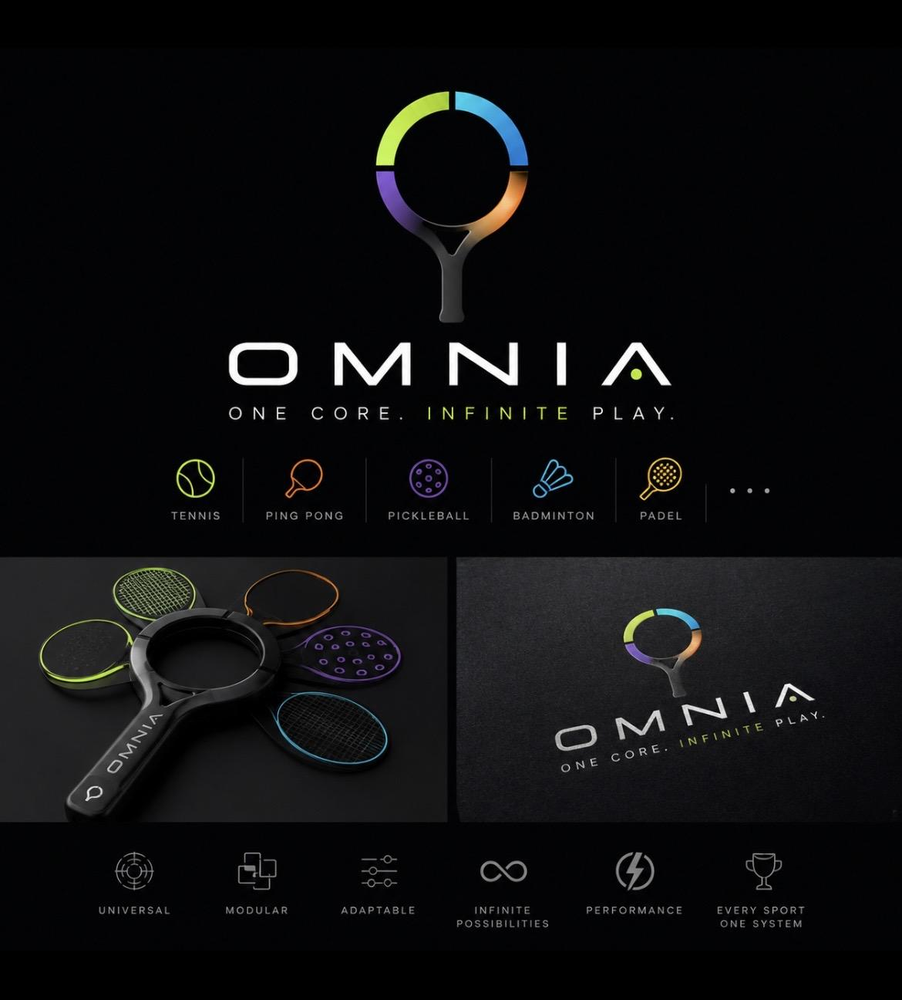 OMNIA
ONE CORE. INFINITE PLAY.
TENNIS
PING PONG
PICKLEBALL
BADMINTON
PADEL
OMNIA
OMNIA
ONE CORE. INFINITE PLAY.
UNIVERSAL
MODULAR
ADAPTABLE
INFINITE
POSSIBILITIES
PERFORMANCE
EVERY SPORT
ONE SYSTEM